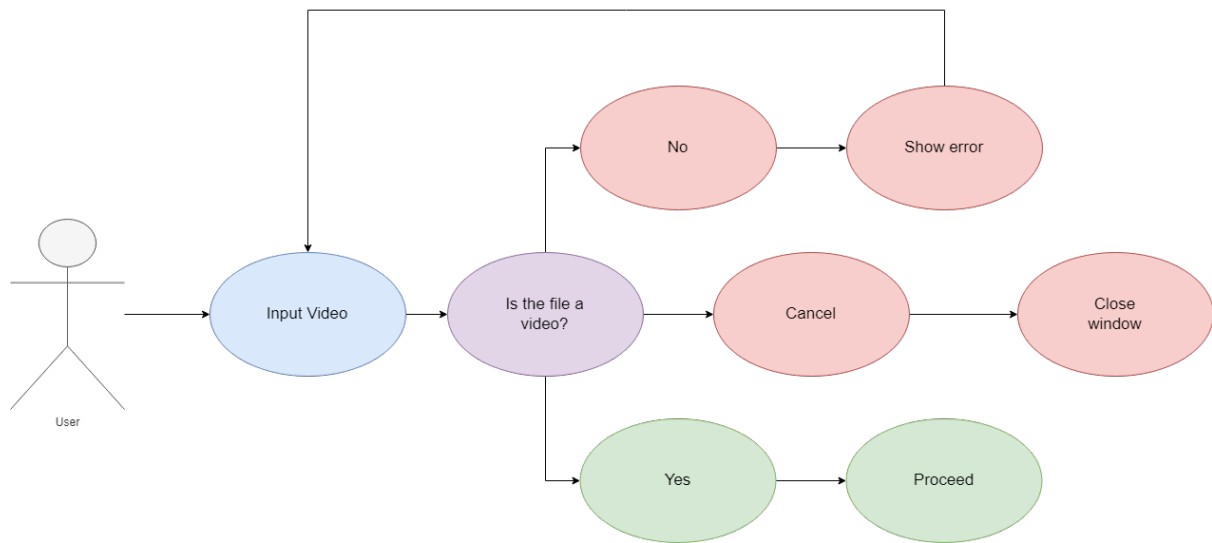 No
Show error
User
Input Video
Is the file a
video?
Cancel
Close
window
Yes
Proceed